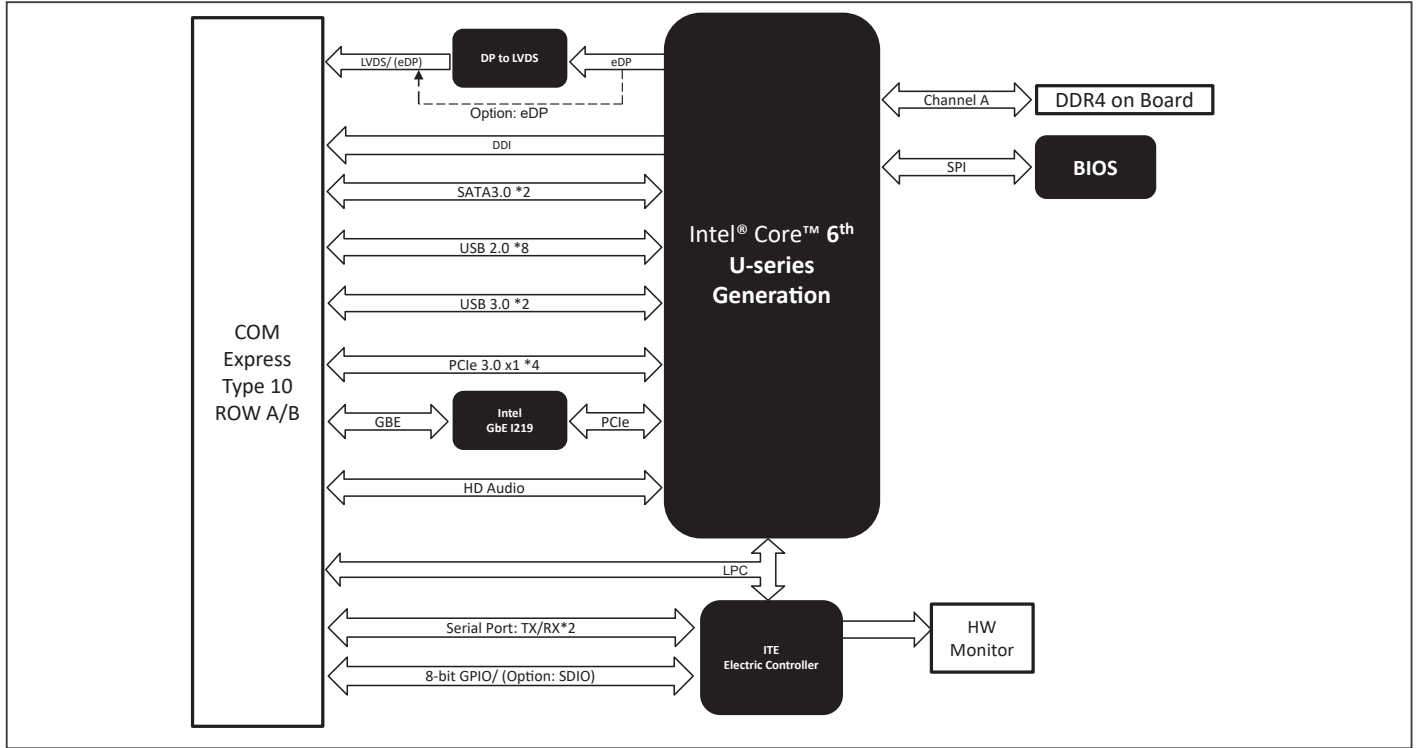 DP to LVDS
LVDS/ (eDP)
eDP
Option: eDP
DDI
SATA3.0 *2
USB 2.0 *8
USB 3.0 *2
PCIe 3.0 x1 *4
COM
Express
Type 10
ROW A/B
GBE
Intel
GbE I219
PCIe
HD Audio
LPC
Serial Port: TX/RX*2
8-bit GPIO/ (Option: SDIO)
Intel® Core™ 6th
U-series
Generation
Channel A
DDR4 on Board
SPI
BIOS
ITE
Electric Controller
HW
Monitor